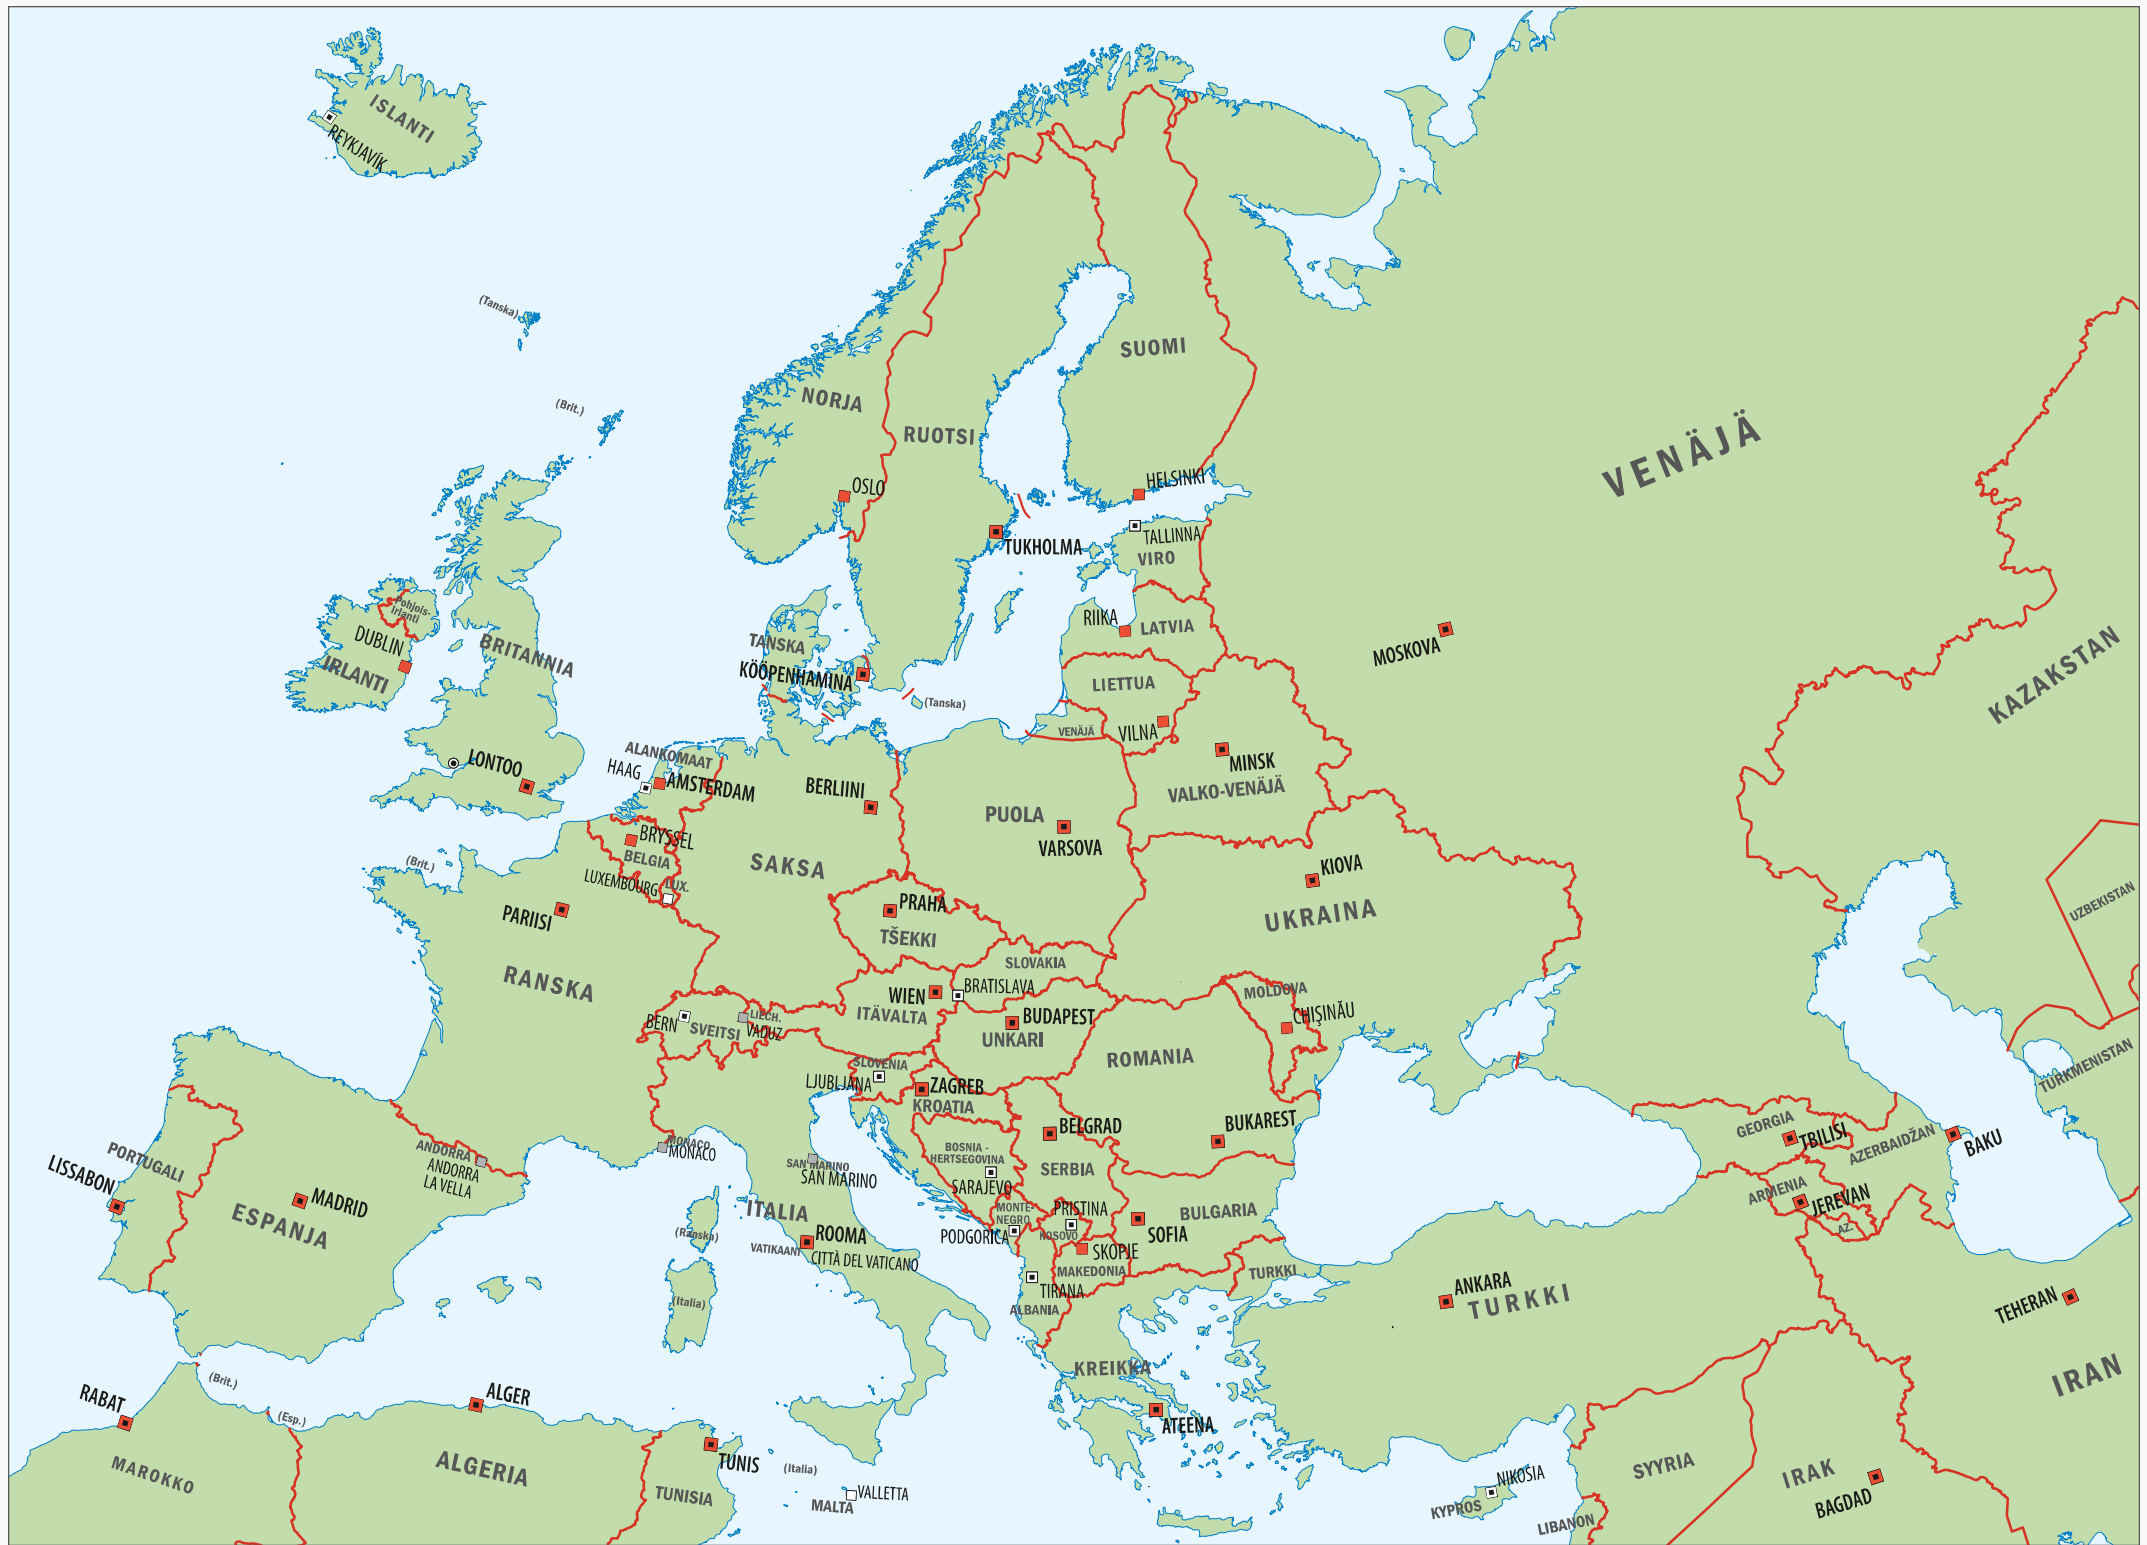 ISLANTI
REYKJAVÍK
(Tanska)
(Brit.)
NORJA
RUOTSI
SUOMI
OSLO
HELSINKI
TUKHOLMA
TALLINNA
VIRO
VENÄJÄ
Pohjois-
Irlanti
DUBLIN
IRLANTI
BRITANNIA
LONTOO
TANSKA
KÖÖPENHAMINA
(Tanska)
RIIKA
LATVIA
LIETTUA
VENÄJÄ
VILNA
MINSK
VALKO-VENÄJÄ
MOSKOVA
KAZAKSTAN
ALANKOMAAT
HAAG
AMSTERDAM
BERLIINI
PUOLA
VARSOVA
BRYSSEL
BELGIA
LUXEMBOURG
LUX.
SAKSA
KIOVA
UKRAINA
UZBEKISTAN
(Brit.)
PARIISI
RANSKA
PRAHA
TŠEKKI
SLOVAKIA
BRATISLAVA
WIEN
ITÄVALTA
BUDAPEST
UNKARI
MOLDOVA
CHIŞINĂU
ROMANIA
TURKMENISTAN
BERN
SVEITSI
LIECH.
VADUZ
SLOVENIA
LJUBLJANA
ZAGREB
KROATIA
BELGRAD
SERBIA
BUKAREST
BOSNIA -
HERTSEGOVINA
SARAJEVO
GEORGIA
TBILISI
AZERBAIDŽAN
BAKU
ARMENIA
JEREVAN
AZ.
PORTUGALI
LISSABON
MADRID
ESPANJA
ANDORRA
ANDORRA
LA VELLA
MONACO
MONACO
SAN MARINO
SAN MARINO
ITALIA
ROOMA
VATIKAANI
CITTÀ DEL VATICANO
(Ranska)
(Italia)
MONTE-
NEGRO
PODGORICA
PRISTINA
KOSOVO
SKOPJE
MAKEDONIA
TIRANA
ALBANIA
SOFIA
BULGARIA
TURKKI
ANKARA
TURKKI
TEHERAN
IRAN
KREIKKA
ATEENA
(Brit.)
RABAT
(Esp.)
MAROKKO
ALGER
ALGERIA
TUNIS
TUNISIA
(Italia)
VALLETTA
MALTA
NIKOSIA
KYPROS
LIBANON
SYYRIA
IRAK
BAGDAD